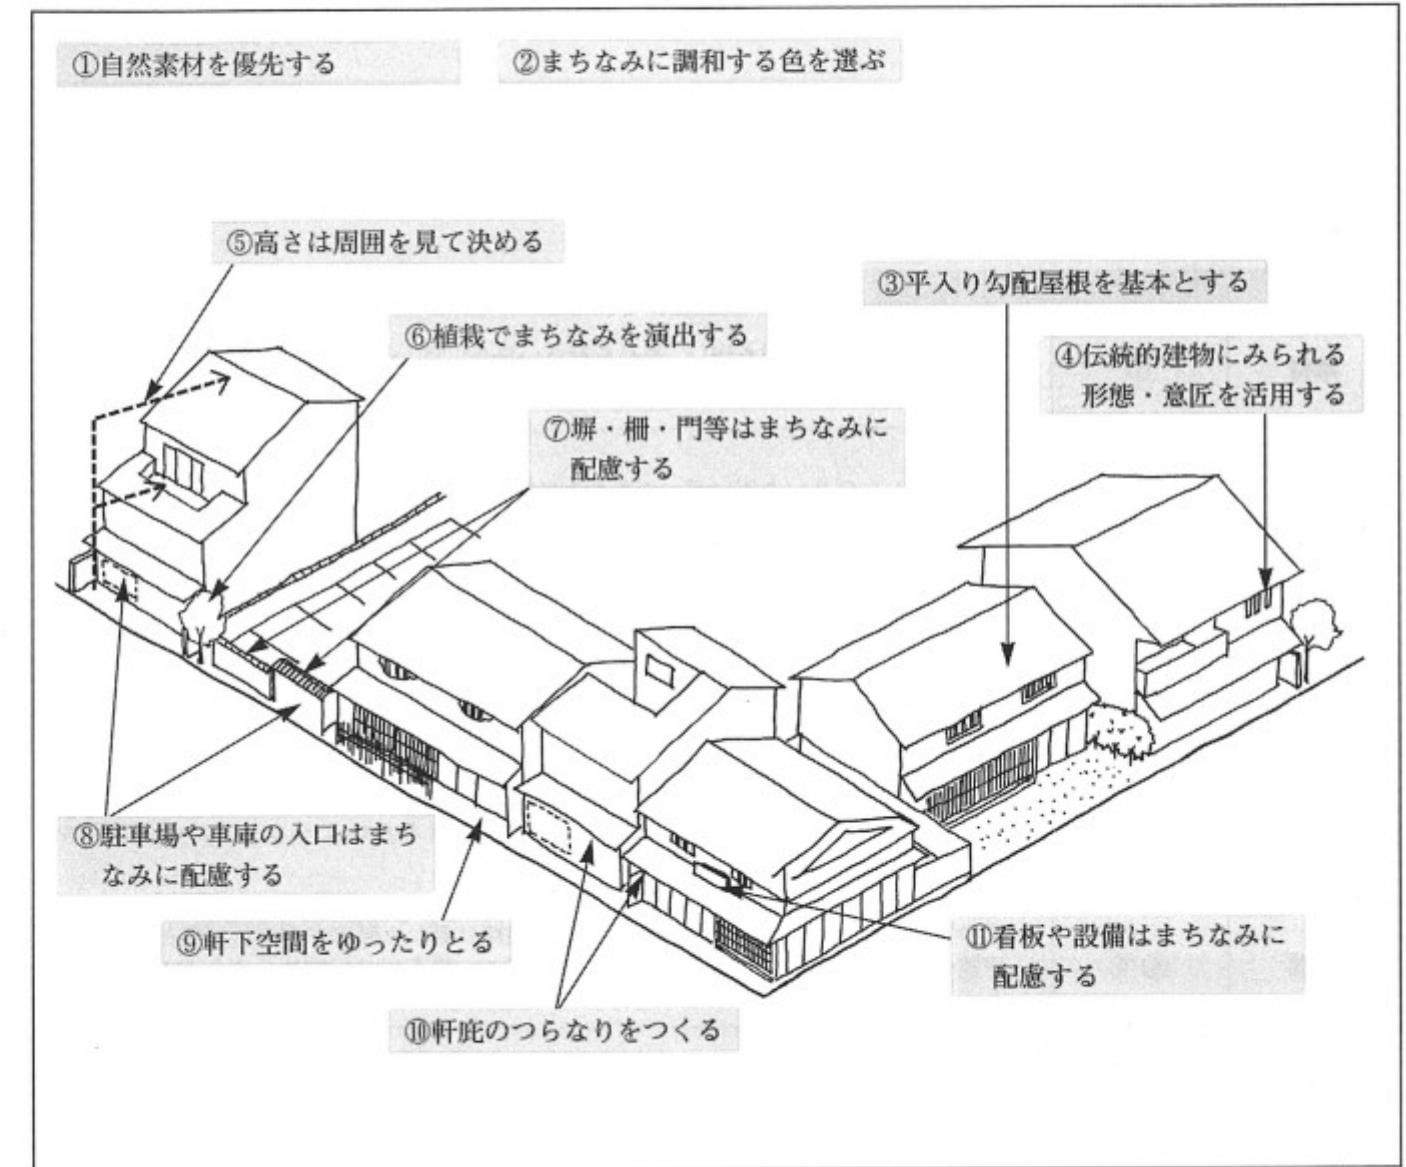 ①自然素材を優先する
②まちなみに調和する色を選ぶ
⑤高さは周囲を見て決める
③平入り勾配屋根を基本とする
⑥植栽でまちなみを演出する
④伝統的建物にみられる
形態・意匠を活用する
⑦塀・柵・門等はまちなみに
配慮する
⑧駐車場や車庫の入口はまち
なみに配慮する
⑨軒下空間をゆったりとる
⑪看板や設備はまちなみに
配慮する
⑩軒庇のつらなりをつくる